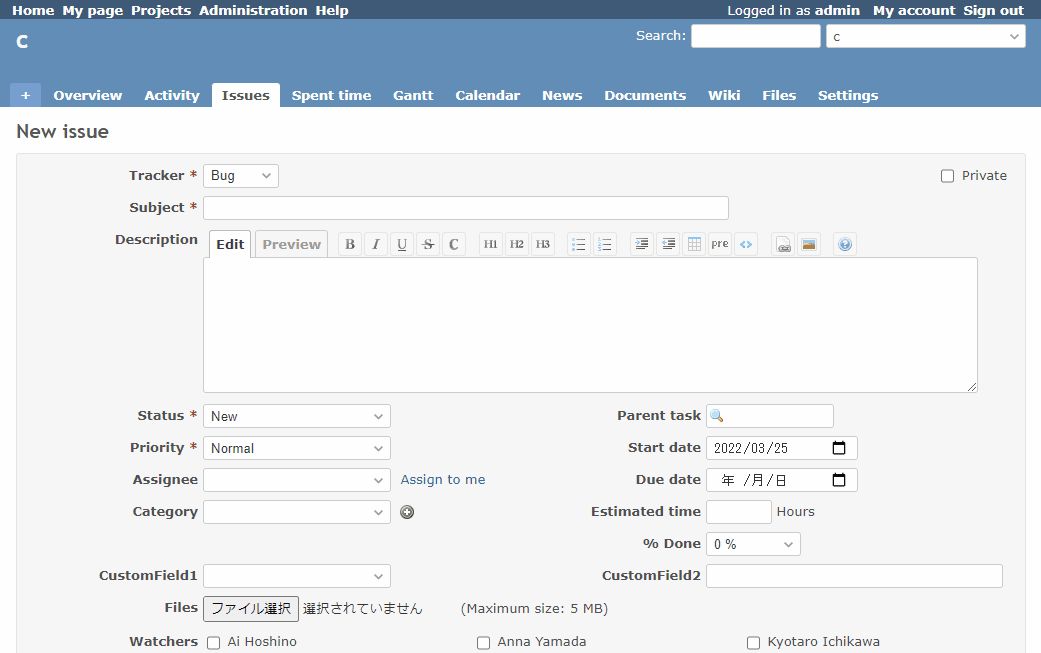 Home My page Projects Administration Help Logged in as admin My account Sign out
c Search: c
+ Overview Activity Issues Spent time Gantt Calendar News Documents Wiki Files Settings
New issue
Tracker * Bug Private
Subject *
Description Edit Preview B I U S C H1 H2 H3 pre <>
Status * New Parent task
Priority * Normal Start date 2022/03/25
Assignee Assign to me Due date 年 /月/日
Category Estimated time Hours
% Done 0 %
CustomField1 CustomField2
Files ファイル選択 選択されていません (Maximum size: 5 MB)
Watchers Ai Hoshino Anna Yamada Kyotaro Ichikawa